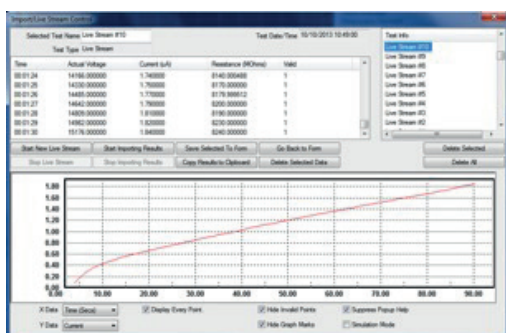 Import/Live Stream Control
Selected Test Name Live Stream #10 Test Date/Time 10/10/2013 10:49:00 Test Info
Test Type Live Stream
Time Actual Voltage Current (uA) Resistance (MOhms) Valid
00:01:24 14166.000000 1.740000 8140.000488 1
00:01:25 14330.000000 1.750000 8170.000000 1
00:01:26 14485.000000 1.770000 8179.999512 1
00:01:27 14642.000000 1.790000 8200.000000 1
00:01:28 14809.000000 1.810000 8190.000000 1
00:01:29 14982.000000 1.820000 8230.000000 1
00:01:30 15176.000000 1.840000 8240.000000 1
Live Stream #10
Live Stream #9
Live Stream #8
Live Stream #7
Live Stream #6
Live Stream #5
Live Stream #4
Live Stream #3
Live Stream #2
Start New Live Stream Start Importing Results Save Selected To Form Go Back to Form Delete Selected
Stop Live Stream Stop Importing Results Copy Results to Clipboard Delete Selected Data Delete All
1.80
1.60
1.40
1.20
1.00
0.80
0.60
0.40
0.20
0.00
0.00 10.00 20.00 30.00 40.00 50.00 60.00 70.00 80.00 90.00
X Data Time (Secs) Display Every Point Hide Invalid Points Suppress Popup Help
Y Data Current Hide Graph Marks Simulation Mode